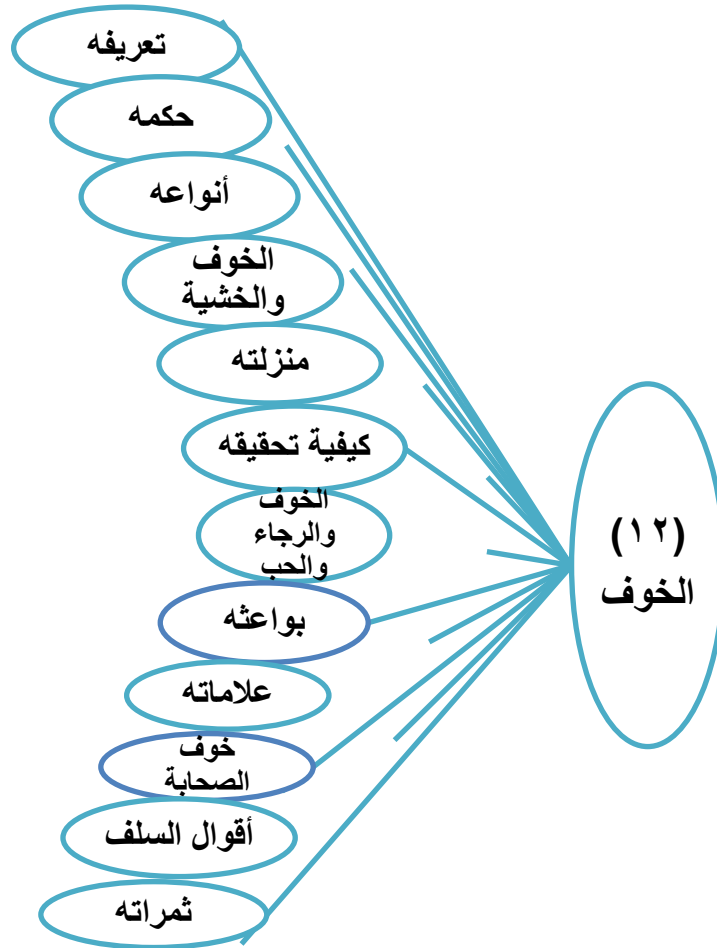 تعريفه
حكمه
أنواعه
الخوف
والخشية
منزلته
كيفية تحقيقه
الخوف
والرجاء
والحب
بواعثه
علاماته
خوف
الصحابة
أقوال السلف
ثمراته
(١٢)
الخوف